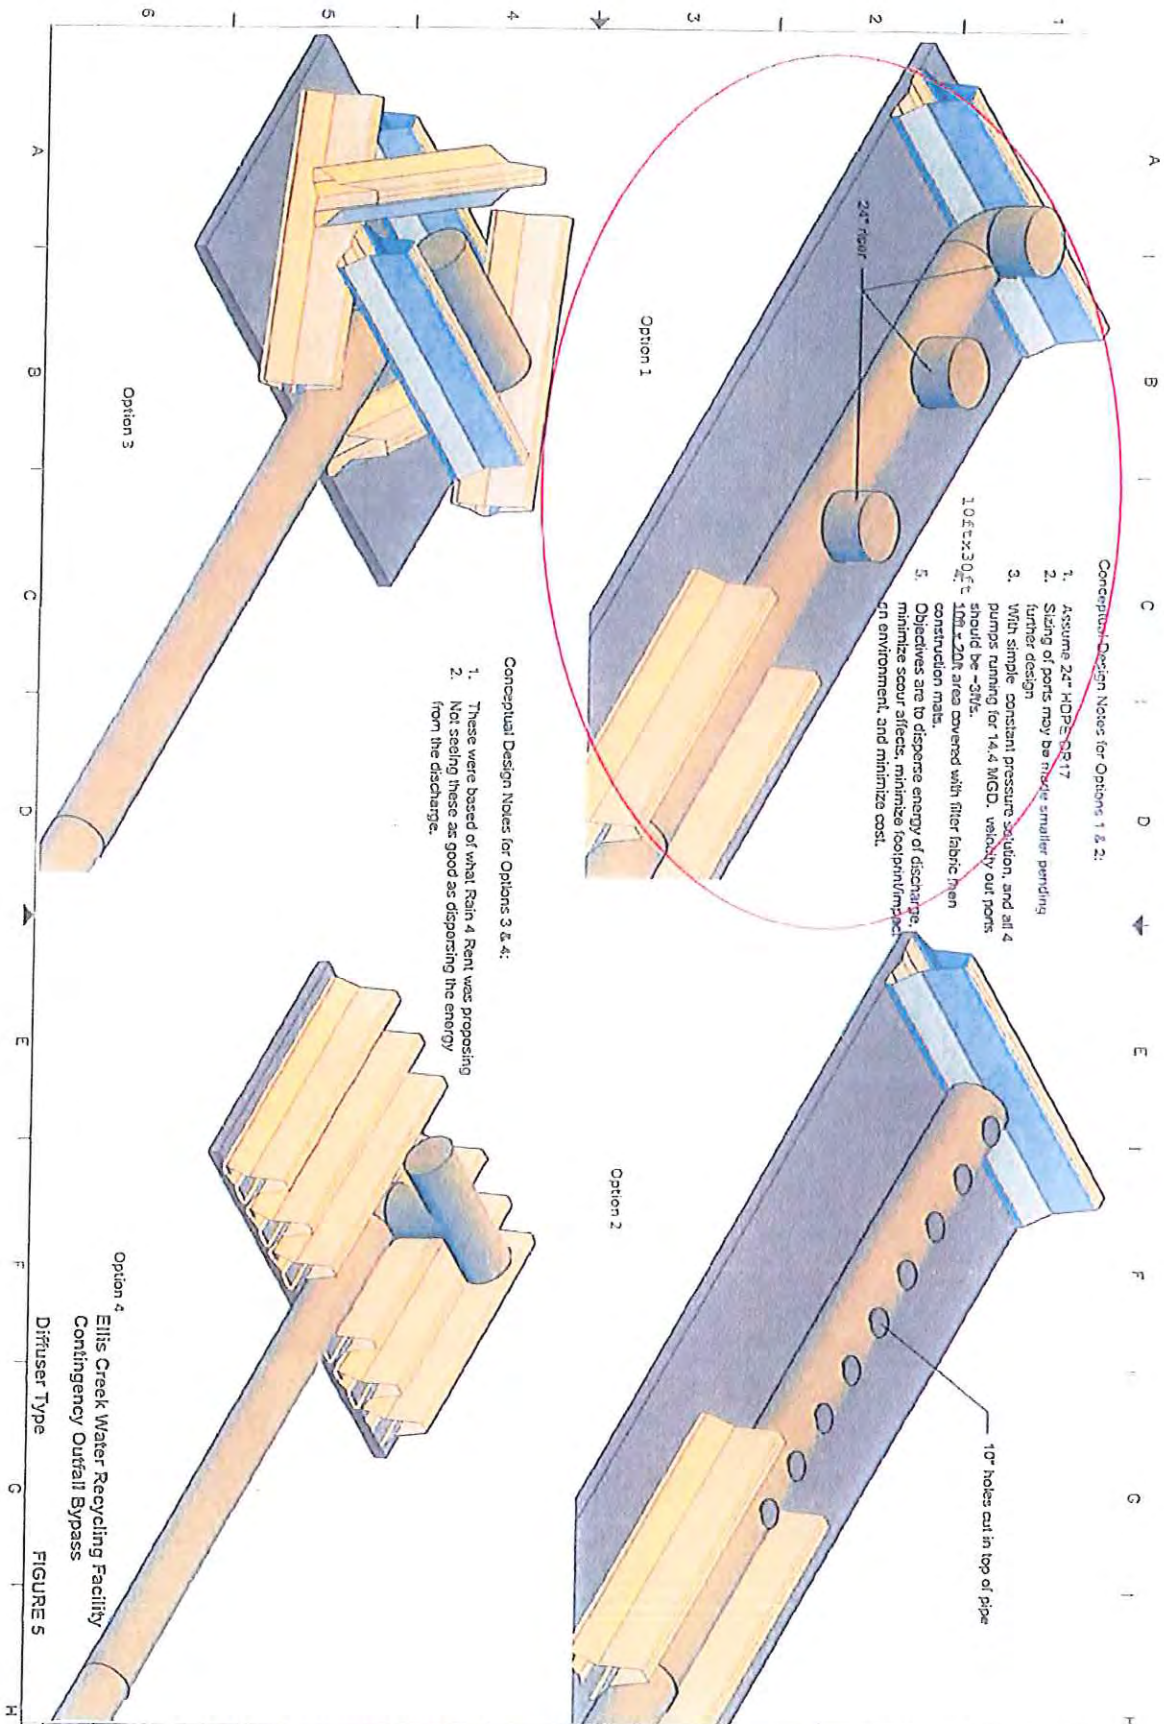 1
2
3
4
5
6
A
B
C
D
E
F
G
H
Conceptual Design Notes for Options 1 & 2:
1. Assume 24" HDPE DR17
2. Sizing of ports may be made smaller pending
further design
3. With simple constant pressure solution, and all 4
pumps running for 14.4 MGD, velocity out ports
should be ~3ft/s.
10ftx30ft
4. 10ft x 20ft area covered with filter fabric then
construction mats.
5. Objectives are to disperse energy of discharge,
minimize scour affects, minimize footprint/impact
on environment, and minimize cost.
24" riser
Option 1
10" holes cut in top of pipe
Option 2
Conceptual Design Notes for Options 3 & 4:
1. These were based of what Rain 4 Rent was proposing
2. Not seeing these as good as dispersing the energy
from the discharge.
Option 3
Option 4
Ellis Creek Water Recycling Facility
Contingency Outfall Bypass
Diffuser Type
FIGURE 5
A
B
C
D
E
F
G
H